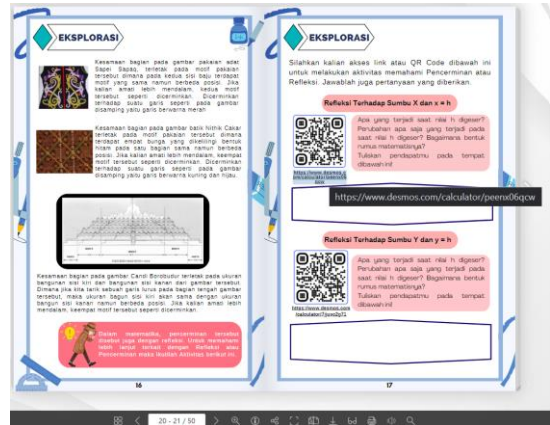 EKSPLORASI
Kesamaan bagian pada gambar pakaian adat
Sapei Sapaq, terletak pada motif pakaian
tersebut dimana pada kedua sisi baju terdapat
motif yang sama namun berbeda posisi. Jika
kalian amati lebih mendalam, kedua motif
tersebut seperti dicerminkan. Dicerminkan
terhadap suatu garis seperti pada gambar
disamping yaitu garis berwarna merah
Kesamaan bagian pada gambar batik Nithik Cakar
terletak pada motif pakaian tersebut dimana
terdapat empat bunga yang dikelilingi bentuk
hitam pada satu bagian sama namun berbeda
posisi. Jika kalian amati lebih mendalam, keempat
motif tersebut seperti dicerminkan. Dicerminkan
terhadap suatu garis seperti pada gambar
disamping yaitu garis berwarna kuning dan hijau.
Kesamaan bagian pada gambar Candi Borobudur terletak pada ukuran
bangunan sisi kiri dan bangunan sisi kanan dari gambar tersebut.
Dimana jika kita tarik sebuah garis lurus pada bagian tengah gambar
tersebut, maka ukuran bagun sisi kiri akan sama dengan ukuran
bangun sisi kanan namun berbeda posisi. Jika kalian amati lebih
mendalam, keempat motif tersebut seperti dicerminkan.
Dalam matematika, pencerminan tersebut
disebut juga dengan refleksi. Untuk memahami
lebih lanjut terkait dengan Refleksi atau
Pencerminan maka ikutilah Aktivitas berikut ini.
16
EKSPLORASI
Silahkan kalian akses link atau QR Code dibawah ini
untuk melakukan aktivitas memahami Pencerminan atau
Refleksi. Jawablah juga pertanyaan yang diberikan.
Refleksi Terhadap Sumbu X dan x = h
Apa yang terjadi saat nilai h digeser?
Perubahan apa saja yang terjadi pada
saat nilai h digeser? Bagaimana bentuk
rumus matematisnya?
Tuliskan pendapatmu pada tempat
dibawah ini!
https://www.desmos.com/calculator/peenx06qcw
Refleksi Terhadap Sumbu Y dan y = h
Apa yang terjadi saat nilai h digeser?
Perubahan apa saja yang terjadi pada
saat nilai h digeser? Bagaimana bentuk
rumus matematisnya?
Tuliskan pendapatmu pada tempat
dibawah ini!
https://www.desmos.com
17
20 - 21 / 50